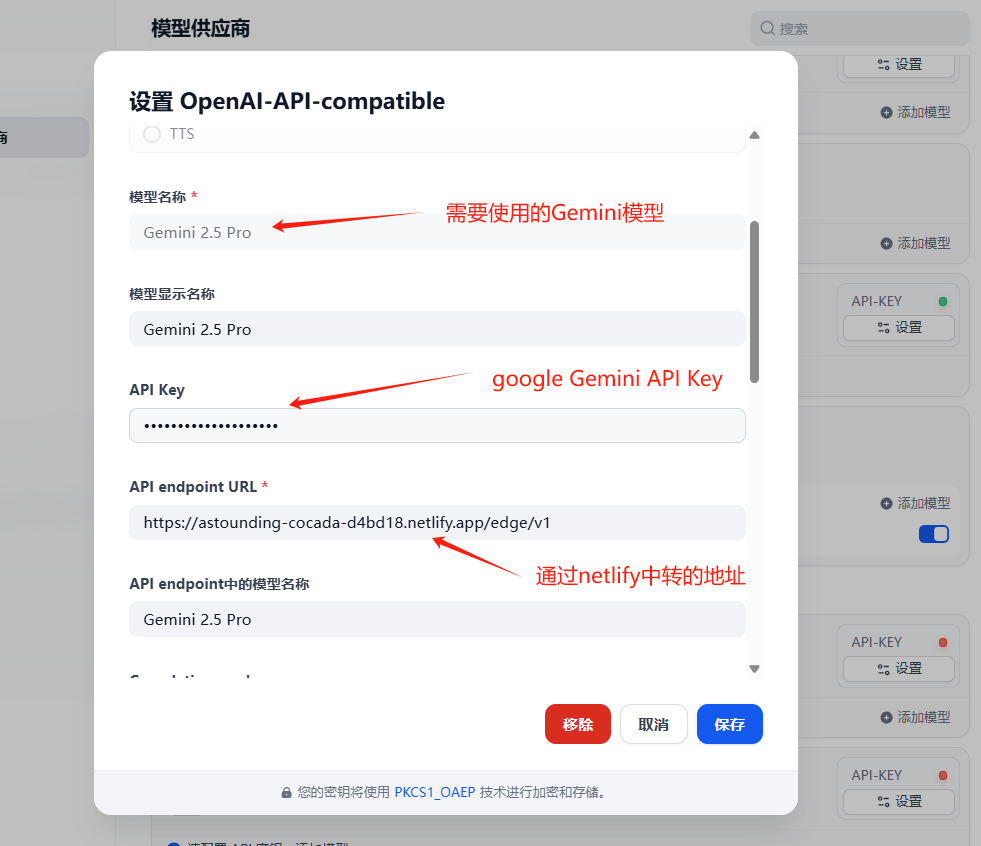 模型供应商
搜索
设置
添加模型
商
设置 OpenAI-API-compatible
TTS
模型名称 *
需要使用的Gemini模型
Gemini 2.5 Pro
添加模型
模型显示名称
API-KEY
Gemini 2.5 Pro
设置
API Key
google Gemini API Key
••••••••••••••••••••
API endpoint URL *
添加模型
https://astounding-cocada-d4bd18.netlify.app/edge/v1
通过netlify中转的地址
API endpoint中的模型名称
Gemini 2.5 Pro
API-KEY
设置
添加模型
移除
取消
保存
API-KEY
您的密钥将使用 PKCS1_OAEP 技术进行加密和存储。
设置